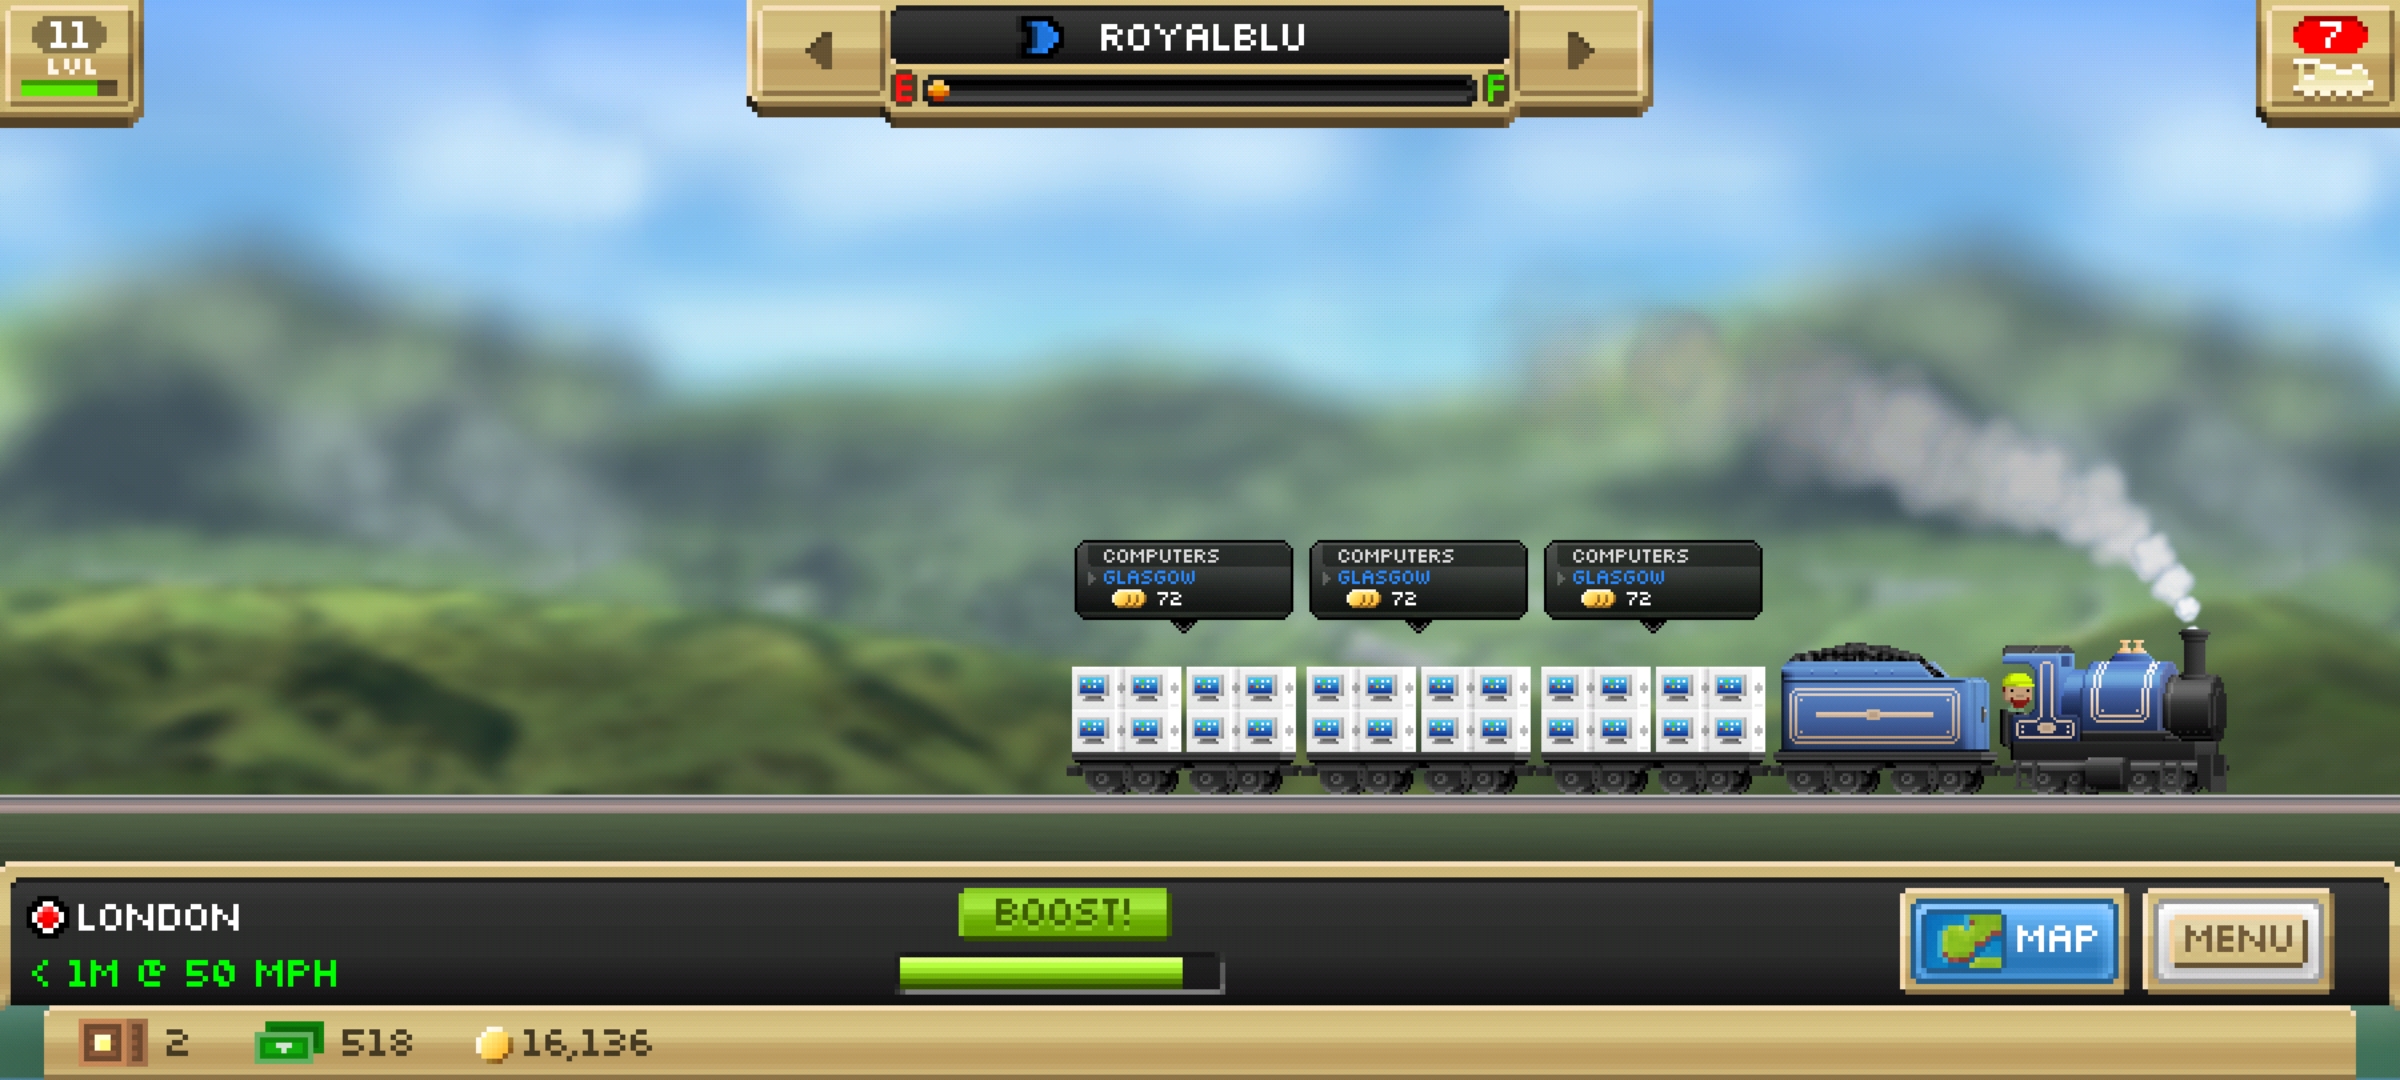 11
LVL
ROYALBLU
E F
7
COMPUTERS
GLASGOW
72
COMPUTERS
GLASGOW
72
COMPUTERS
GLASGOW
72
LONDON
< 1M @ 50 MPH
BOOST!
MAP
MENU
2
518
16,136